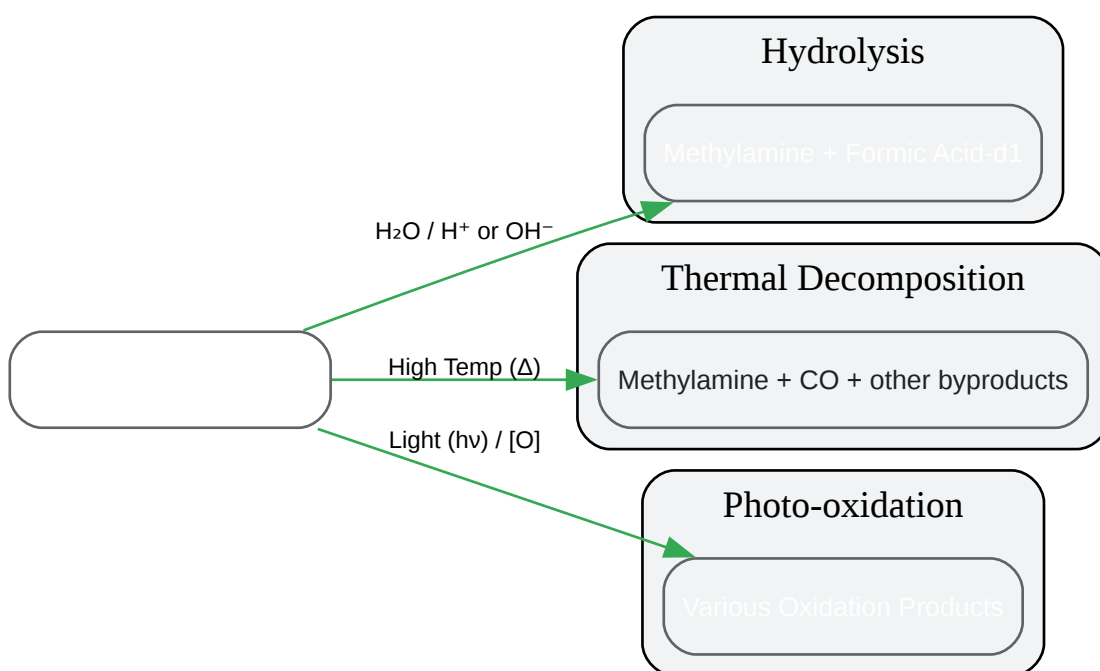 Hydrolysis
Methylamine + Formic Acid-d1
H₂O / H⁺ or OH⁻
Thermal Decomposition
High Temp (Δ)
Methylamine + CO + other byproducts
Light (hν) / [O]
Photo-oxidation
Various Oxidation Products